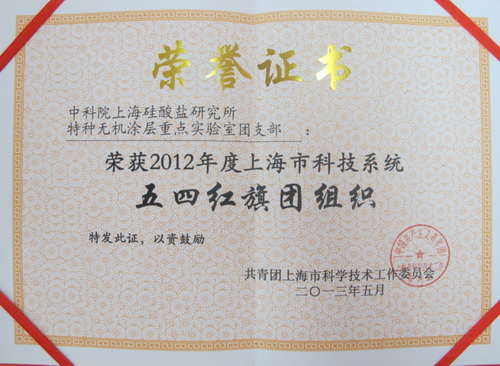 荣誉证书
中科院上海硅酸盐研究所
特种无机涂层重点实验室团支部：
荣获2012年度上海市科技系统
五四红旗团组织
特发此证，以资鼓励
共青团上海市科学技术工作委员会
二〇一三年五月